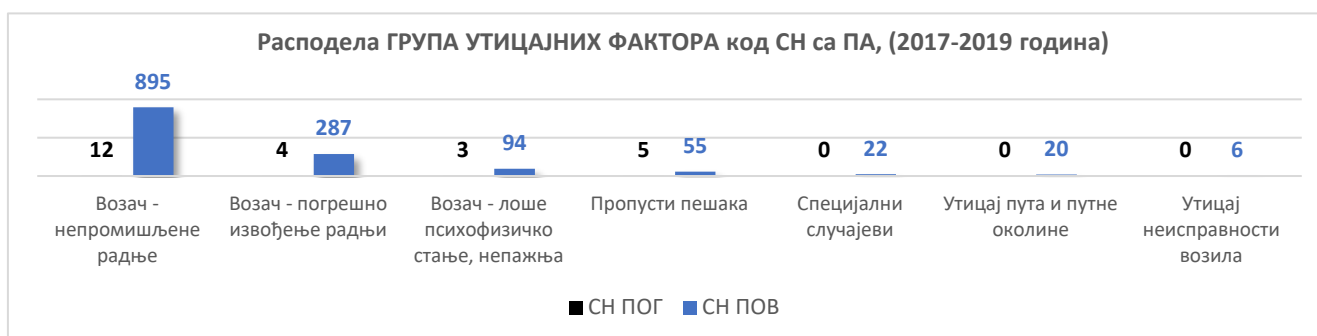 Расподела ГРУПА УТИЦАЈНИХ ФАКТОРА код СН са ПА, (2017-2019 година)
895
12
287
4
94
3
55
5
22
0
20
0
6
0
Возач -
непромишљене
радње
Возач - погрешно
извођење радњи
Возач - лоше
психофизичко
стање, непажња
Пропусти пешака
Специјални
случајеви
Утицај пута и путне
околине
Утицај
неисправности
возила
СН ПОГ
СН ПОВ